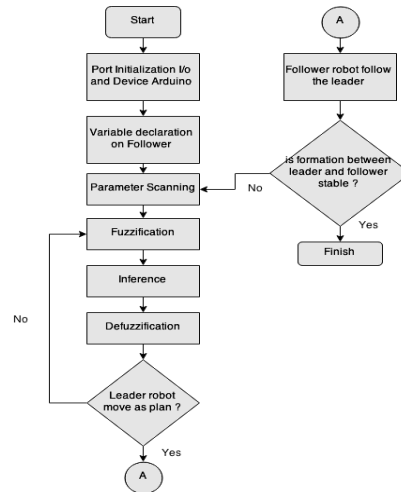 Start
Port Initialization I/o
and Device Arduino
Variable declaration
on Follower
Parameter Scanning
Fuzzification
Inference
Defuzzification
Leader robot
move as plan ?
No
Yes
A
A
Follower robot follow
the leader
is formation between
leader and follower
stable ?
No
Yes
Finish